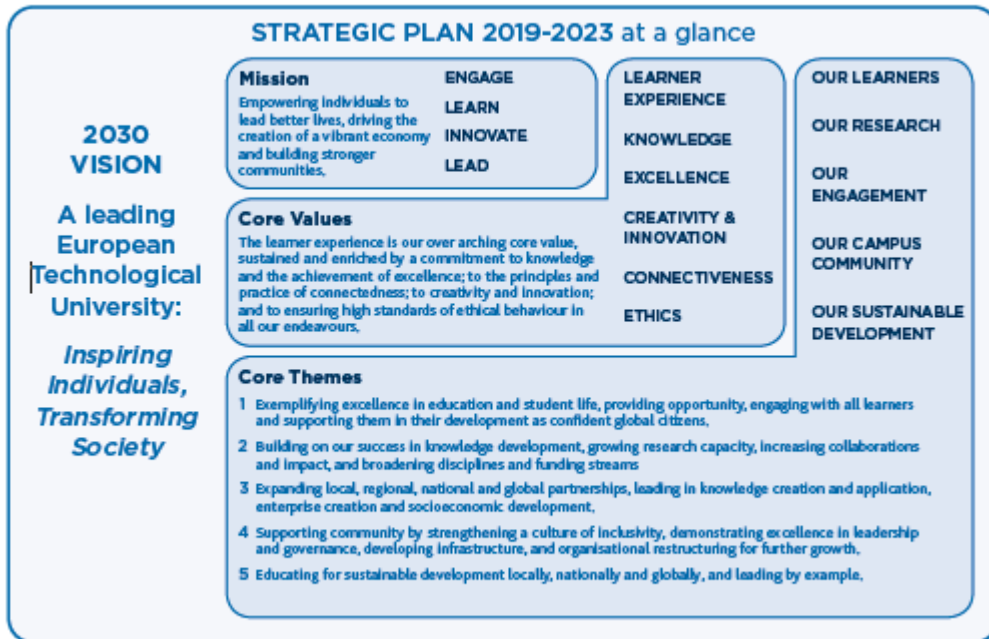 STRATEGIC PLAN 2019-2023 at a glance
2030
VISION
A leading
European
Technological
University:
Inspiring
Individuals,
Transforming
Society
Mission
Empowering individuals to
lead better lives, driving the
creation of a vibrant economy
and building stronger
communities.
ENGAGE
LEARN
INNOVATE
LEAD
Core Values
The learner experience is our over arching core value,
sustained and enriched by a commitment to knowledge
and the achievement of excellence; to the principles and
practice of connectedness; to creativity and innovation;
and to ensuring high standards of ethical behaviour in
all our endeavours.
LEARNER
EXPERIENCE
KNOWLEDGE
EXCELLENCE
CREATIVITY &
INNOVATION
CONNECTIVENESS
ETHICS
Core Themes
1 Exemplifying excellence in education and student life, providing opportunity, engaging with all learners
and supporting them in their development as confident global citizens.
2 Building on our success in knowledge development, growing research capacity, increasing collaborations
and impact, and broadening disciplines and funding streams
3 Expanding local, regional, national and global partnerships, leading in knowledge creation and application,
enterprise creation and socioeconomic development.
4 Supporting community by strengthening a culture of inclusivity, demonstrating excellence in leadership
and governance, developing infrastructure, and organisational restructuring for further growth.
5 Educating for sustainable development locally, nationally and globally, and leading by example.
OUR LEARNERS
OUR RESEARCH
OUR
ENGAGEMENT
OUR CAMPUS
COMMUNITY
OUR SUSTAINABLE
DEVELOPMENT